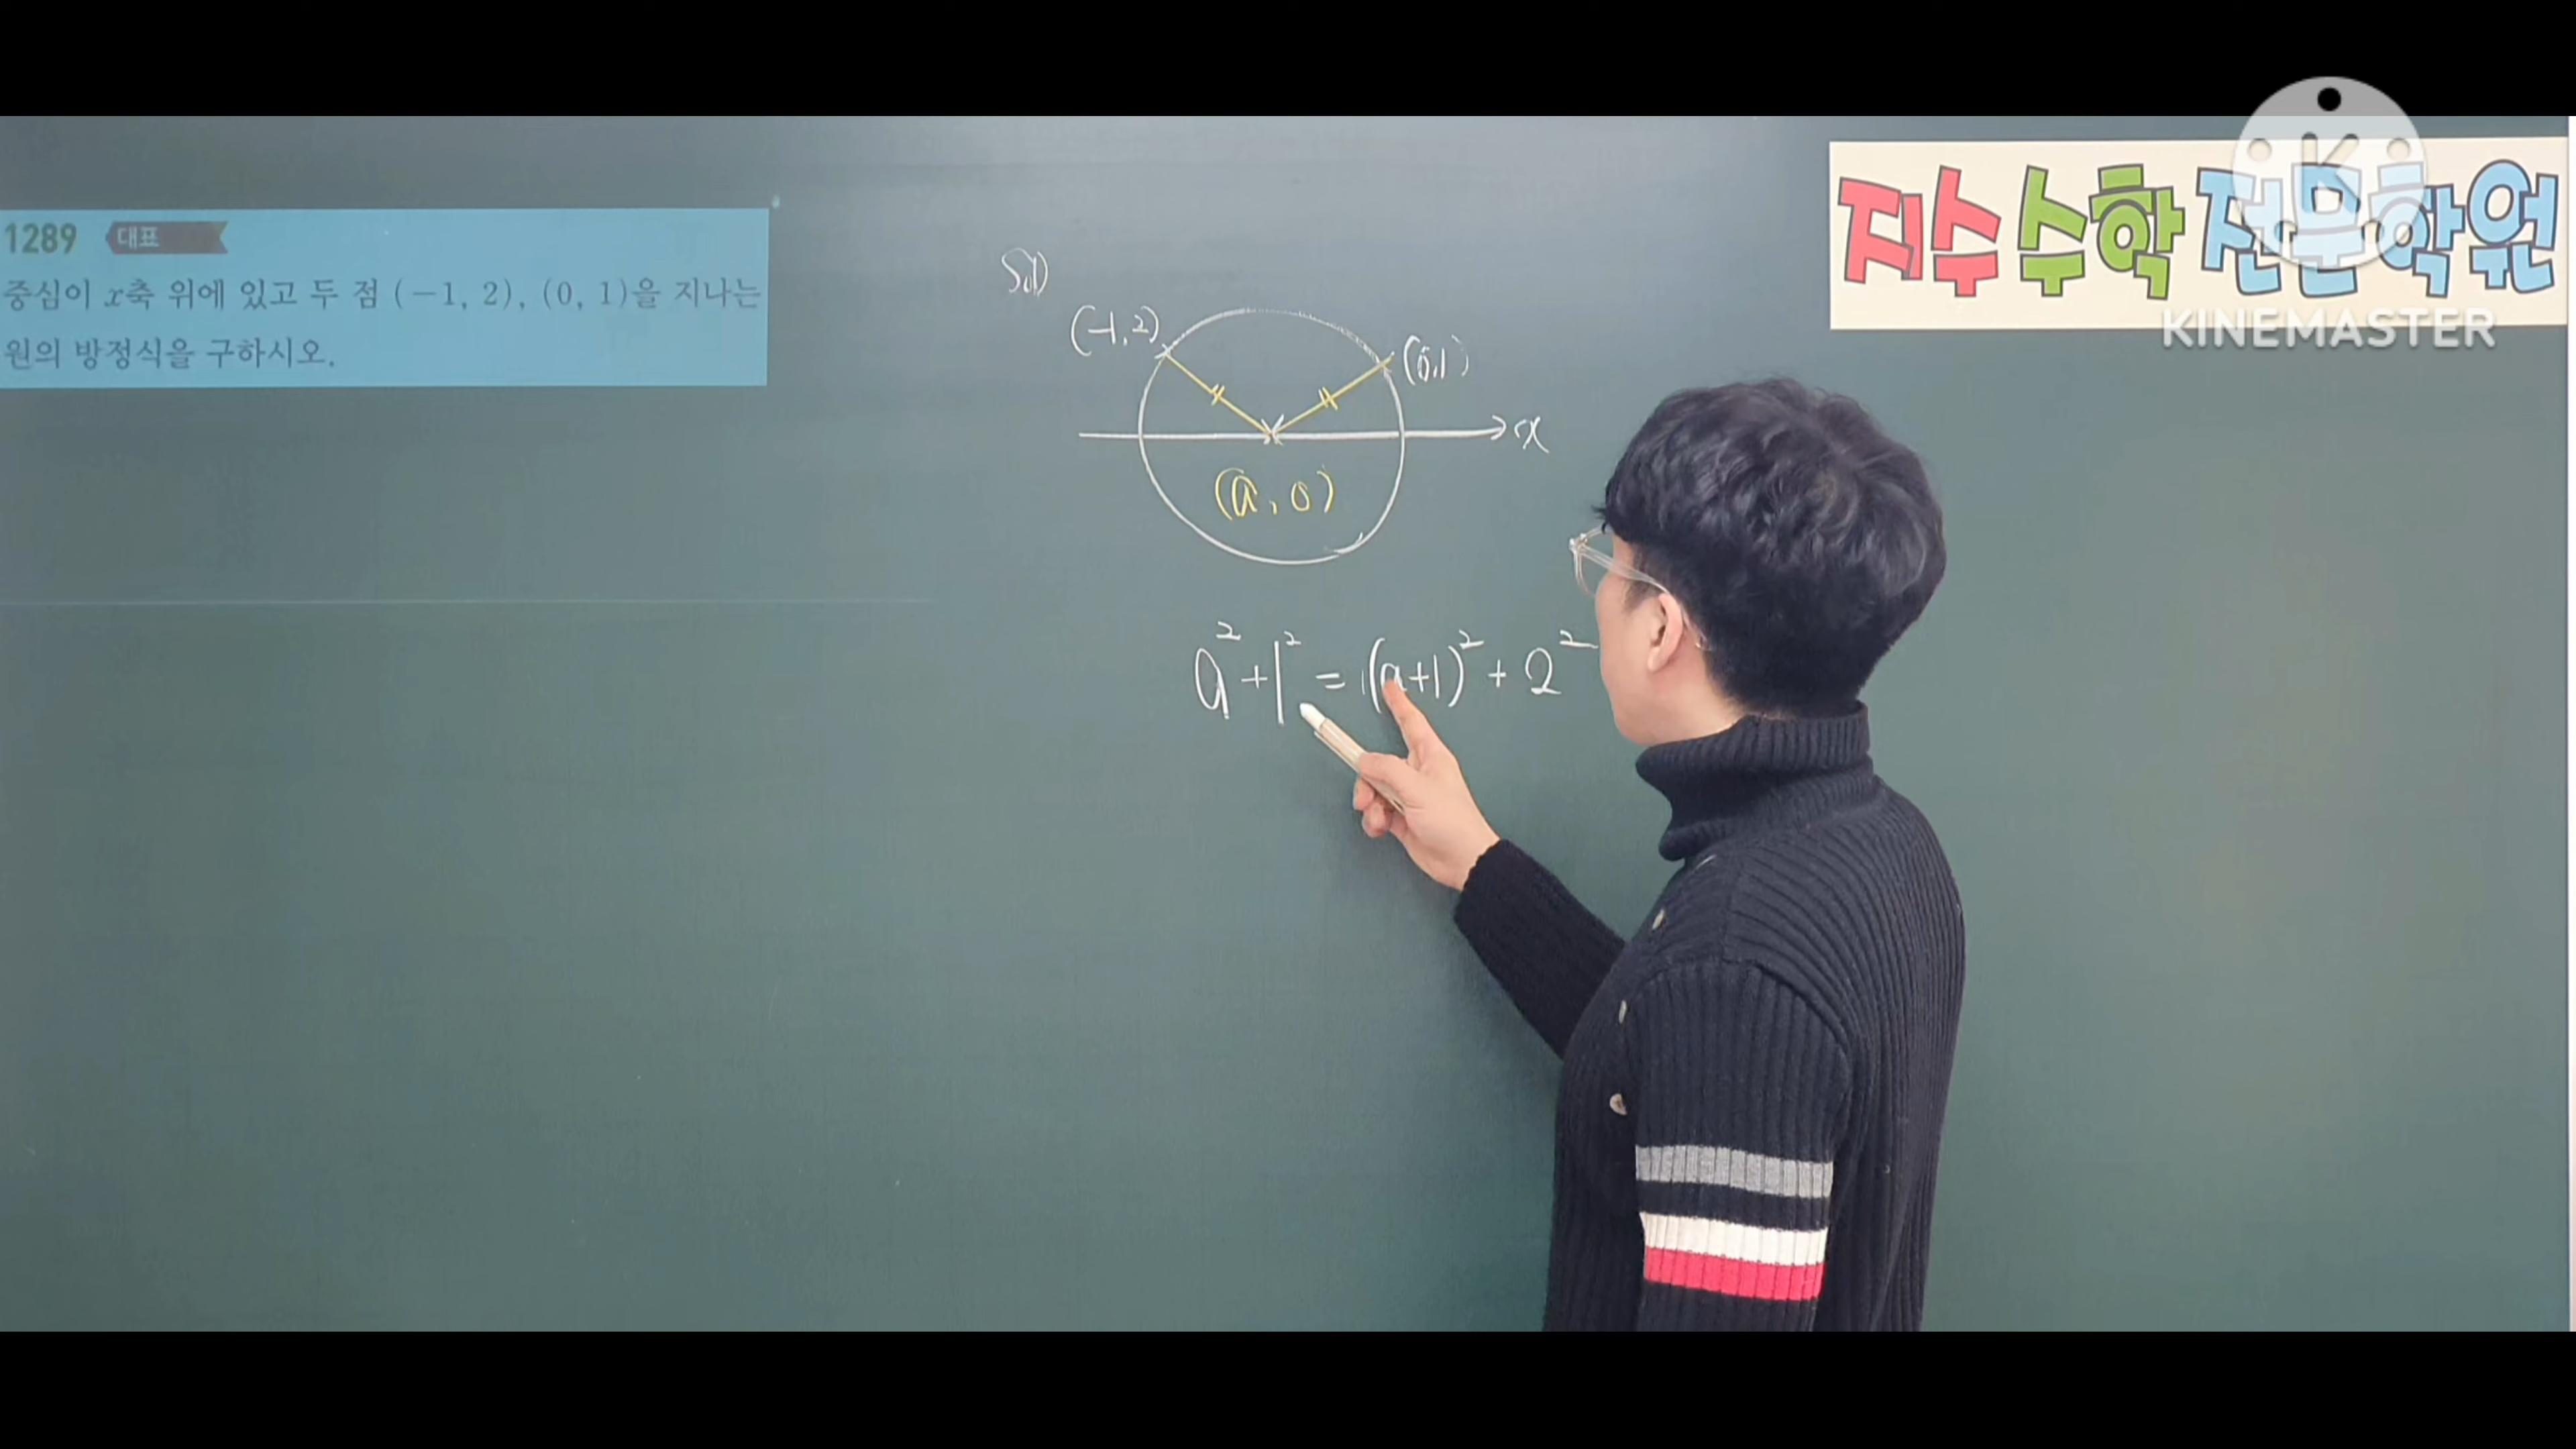 1289 대표
중심이 x축 위에 있고 두 점 (−1, 2), (0, 1)을 지나는
원의 방정식을 구하시오.
Sol)
(-1, 2)
(0,1)
x
(a, 0)
a² + 1² = (a+1)² + 2²
지수수학전문학원
K
KINEMASTER